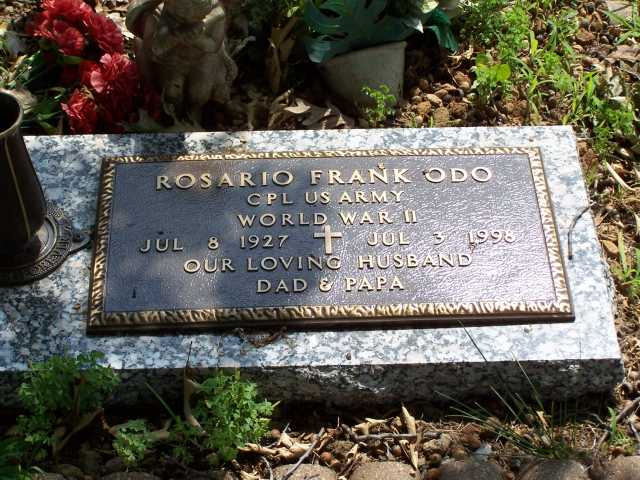 ROSARIO FRANK ODO
CPL US ARMY
WORLD WAR II
JUL 8 1927 JUL 3 1998
OUR LOVING HUSBAND
DAD & PAPA